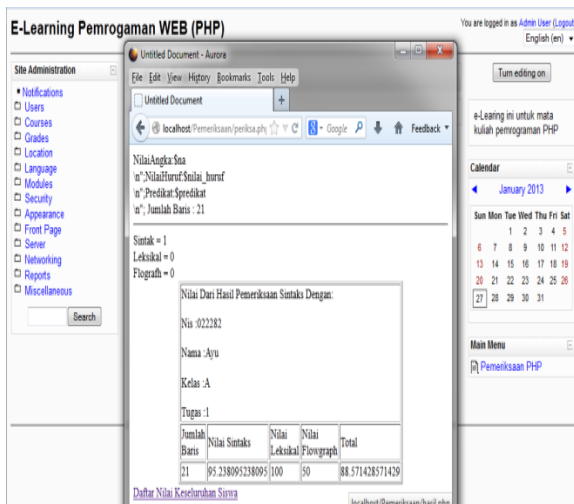 E-Learning Pemrogaman WEB (PHP)
You are logged in as Admin User (Logout
English (en)
Site Administration
Notifications
Users
Courses
Grades
Location
Language
Modules
Security
Appearance
Front Page
Server
Networking
Reports
Miscellaneous
Search
Untitled Document - Aurora
File Edit View History Bookmarks Tools Help
Untitled Document
localhost/Pemeriksaan/periksa.ph
Google
Feedback
NilaiAngka:$na
\n";NilaiHuruf:$nilai_huruf
\n";Predikat:$predikat
\n"; Jumlah Baris : 21
Sintak = 1
Leksikal = 0
Flografh = 0
Nilai Dari Hasil Pemeriksaan Sintaks Dengan:
Nis :022282
Nama :Ayu
Kelas :A
Tugas :1
Jumlah Baris Nilai Sintaks Nilai Leksikal Nilai Flowgraph Total
21 95.238095238095 100 50 88.571428571429
Daftar Nilai Keseluruhan Siswa
localhost/Pemeriksaan/hasil.php
Turn editing on
e-Learing ini untuk mata
kuliah pemrograman PHP
Calendar
January 2013
Sun Mon Tue Wed Thu Fri Sat
1 2 3 4 5
6 7 8 9 10 11 12
13 14 15 16 17 18 19
20 21 22 23 24 25 26
27 28 29 30 31
Main Menu
Pemeriksaan PHP